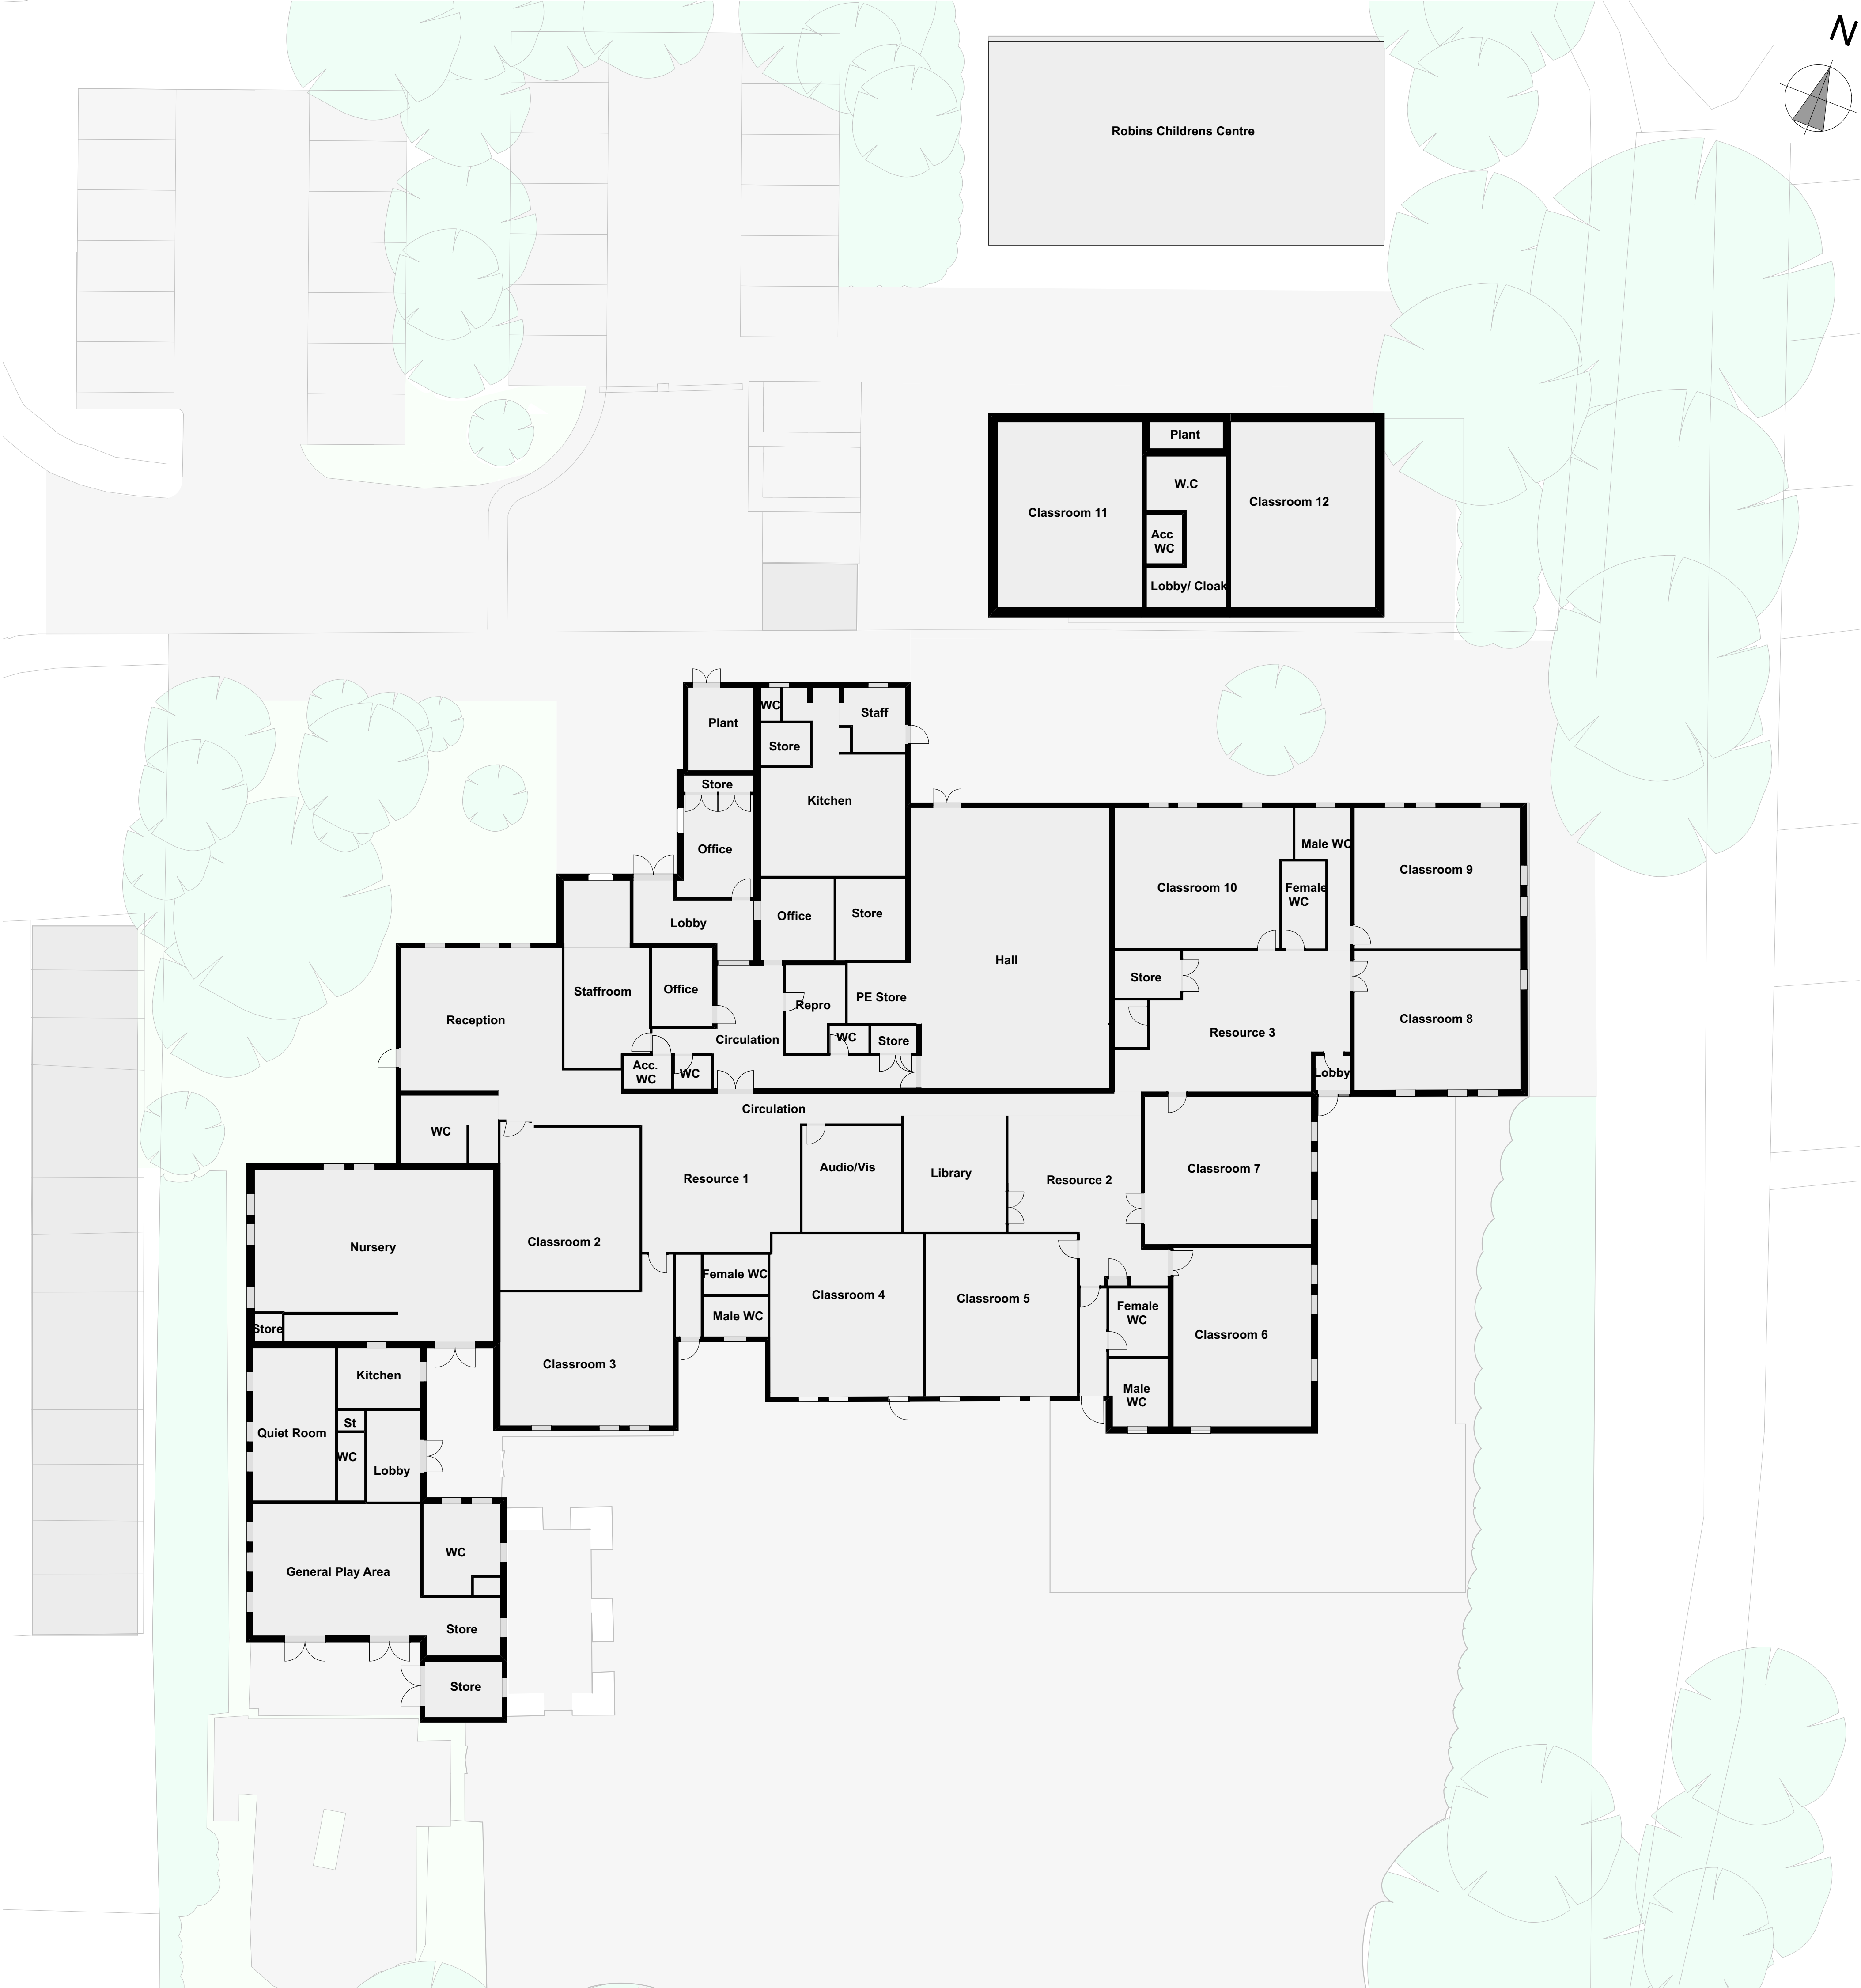 N
Robins Childrens Centre
Plant
W.C
Classroom 12
Classroom 11
Acc
WC
Lobby/ Cloak
WC
Staff
Plant
Store
Store
Kitchen
Office
Male WC
Classroom 9
Classroom 10
Female
WC
Office
Store
Lobby
Hall
Store
Staffroom
Office
PE Store
Repro
Reception
Classroom 8
Resource 3
Circulation
WC
Store
Acc.
WC
WC
Lobby
Circulation
WC
Audio/Vis
Classroom 7
Library
Resource 1
Resource 2
Classroom 2
Nursery
Female WC
Classroom 4
Classroom 5
Female
WC
Male WC
Store
Classroom 6
Classroom 3
Kitchen
Male
WC
St
Quiet Room
WC
Lobby
WC
General Play Area
Store
Store